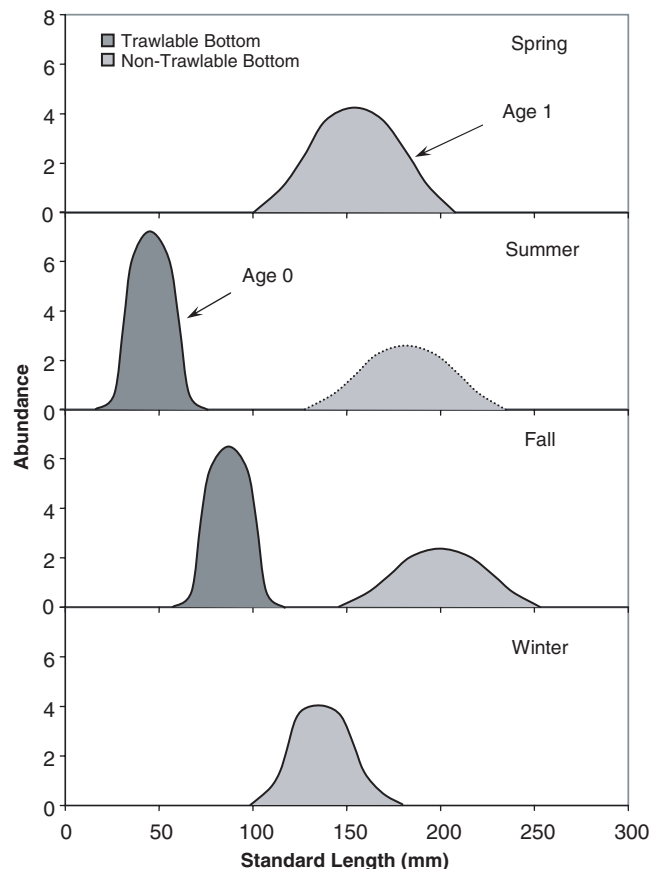 8
Trawlable Bottom
Non-Trawlable Bottom
Spring
6
Age 1
4
2
0
Summer
6
Age 0
4
2
0
Fall
6
4
2
0
Winter
6
4
2
0
0 50 100 150 200 250 300
Standard Length (mm)
Abundance